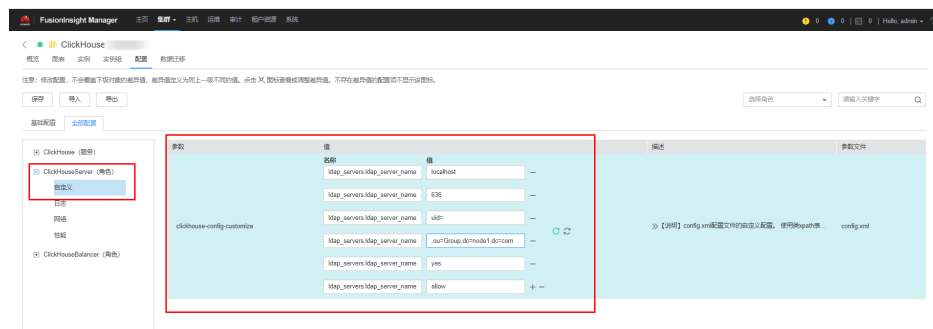 FusionInsight Manager 主页 集群 主机 运维 审计 租户资源 系统 0 0 0 Hello, admin
ClickHouse
概览 图表 实例 实例组 配置 数据迁移
注意：修改配置，不会覆盖下级对象的差异值，差异值定义为同上一级不同的值。点击 图标查看或调整差异值。不存在差异值的配置项不显示该图标。
保存 导入 导出 选择角色 请输入关键字
基础配置 全部配置
参数 值 描述 参数文件
ClickHouse（服务）
ClickHouseServer（角色）
自定义
日志
网络
性能
ClickHouseBalancer（角色）
名称 值
ldap_servers.ldap_server_name localhost
ldap_servers.ldap_server_name 636
ldap_servers.ldap_server_name uid=
clickhouse-config-customize 【说明】config.xml配置文件的自定义配置。 使用类xpath表... config.xml
ldap_servers.ldap_server_name ,ou=Group,dc=node1,dc=com
ldap_servers.ldap_server_name yes
ldap_servers.ldap_server_name allow